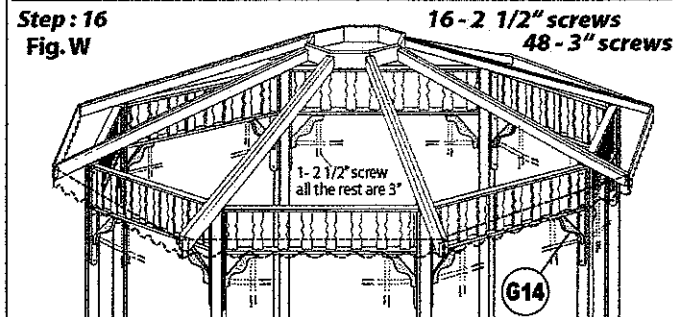 Step : 16
Fig. W
16 - 2 1/2" screws
48 - 3" screws
1- 2 1/2" screw
all the rest are 3"
G14